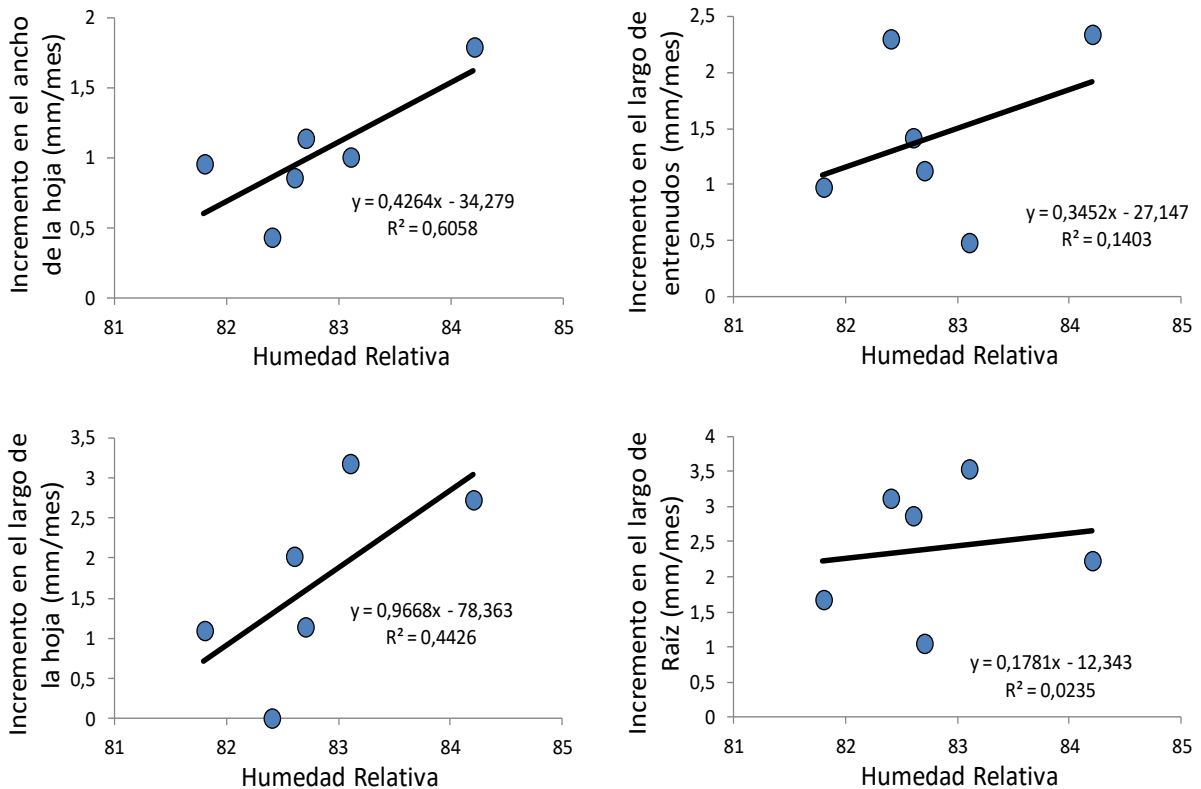 Incremento en el ancho
de la hoja (mm/mes)
2
1,5
1
0,5
0
y = 0,4264x - 34,279
R² = 0,6058
81 82 83 84 85
Humedad Relativa
Incremento en el largo de
entrenudos (mm/mes)
2,5
2
1,5
1
0,5
0
y = 0,3452x - 27,147
R² = 0,1403
81 82 83 84 85
Humedad Relativa
Incremento en el largo de
la hoja (mm/mes)
3,5
3
2,5
2
1,5
1
0,5
0
y = 0,9668x - 78,363
R² = 0,4426
81 82 83 84 85
Humedad Relativa
Incremento en el largo de
Raíz (mm/mes)
4
3,5
3
2,5
2
1,5
1
0,5
0
y = 0,1781x - 12,343
R² = 0,0235
81 82 83 84 85
Humedad Relativa